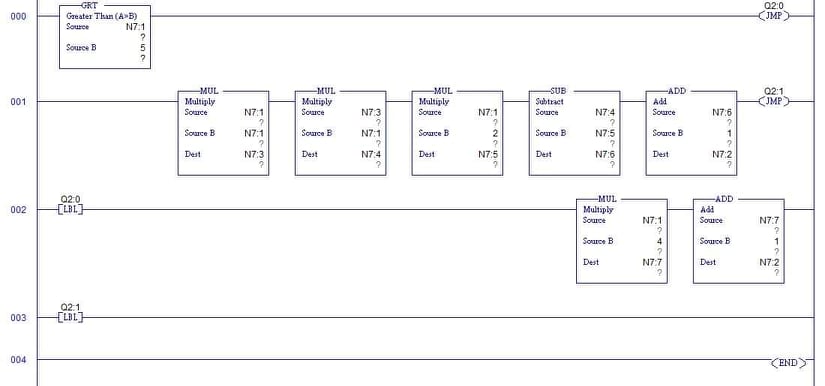 GRT Q2:0
000 Greater Than (A>B) JMP
Source N7:1
?
Source B 5
?
MUL MUL MUL SUB ADD Q2:1
001 Multiply Multiply Multiply Subtract Add JMP
Source N7:1 Source N7:3 Source N7:1 Source N7:4 Source N7:6
? ? ? ? ?
Source B N7:1 Source B N7:1 Source B 2 Source B N7:5 Source B 1
? ? ? ? ?
Dest N7:3 Dest N7:4 Dest N7:5 Dest N7:6 Dest N7:2
? ? ? ? ?
Q2:0 MUL ADD
002 [LBL] Multiply Add
Source N7:1 Source N7:7
? ?
Source B 4 Source B 1
? ?
Dest N7:7 Dest N7:2
? ?
Q2:1
003 [LBL]
004 END